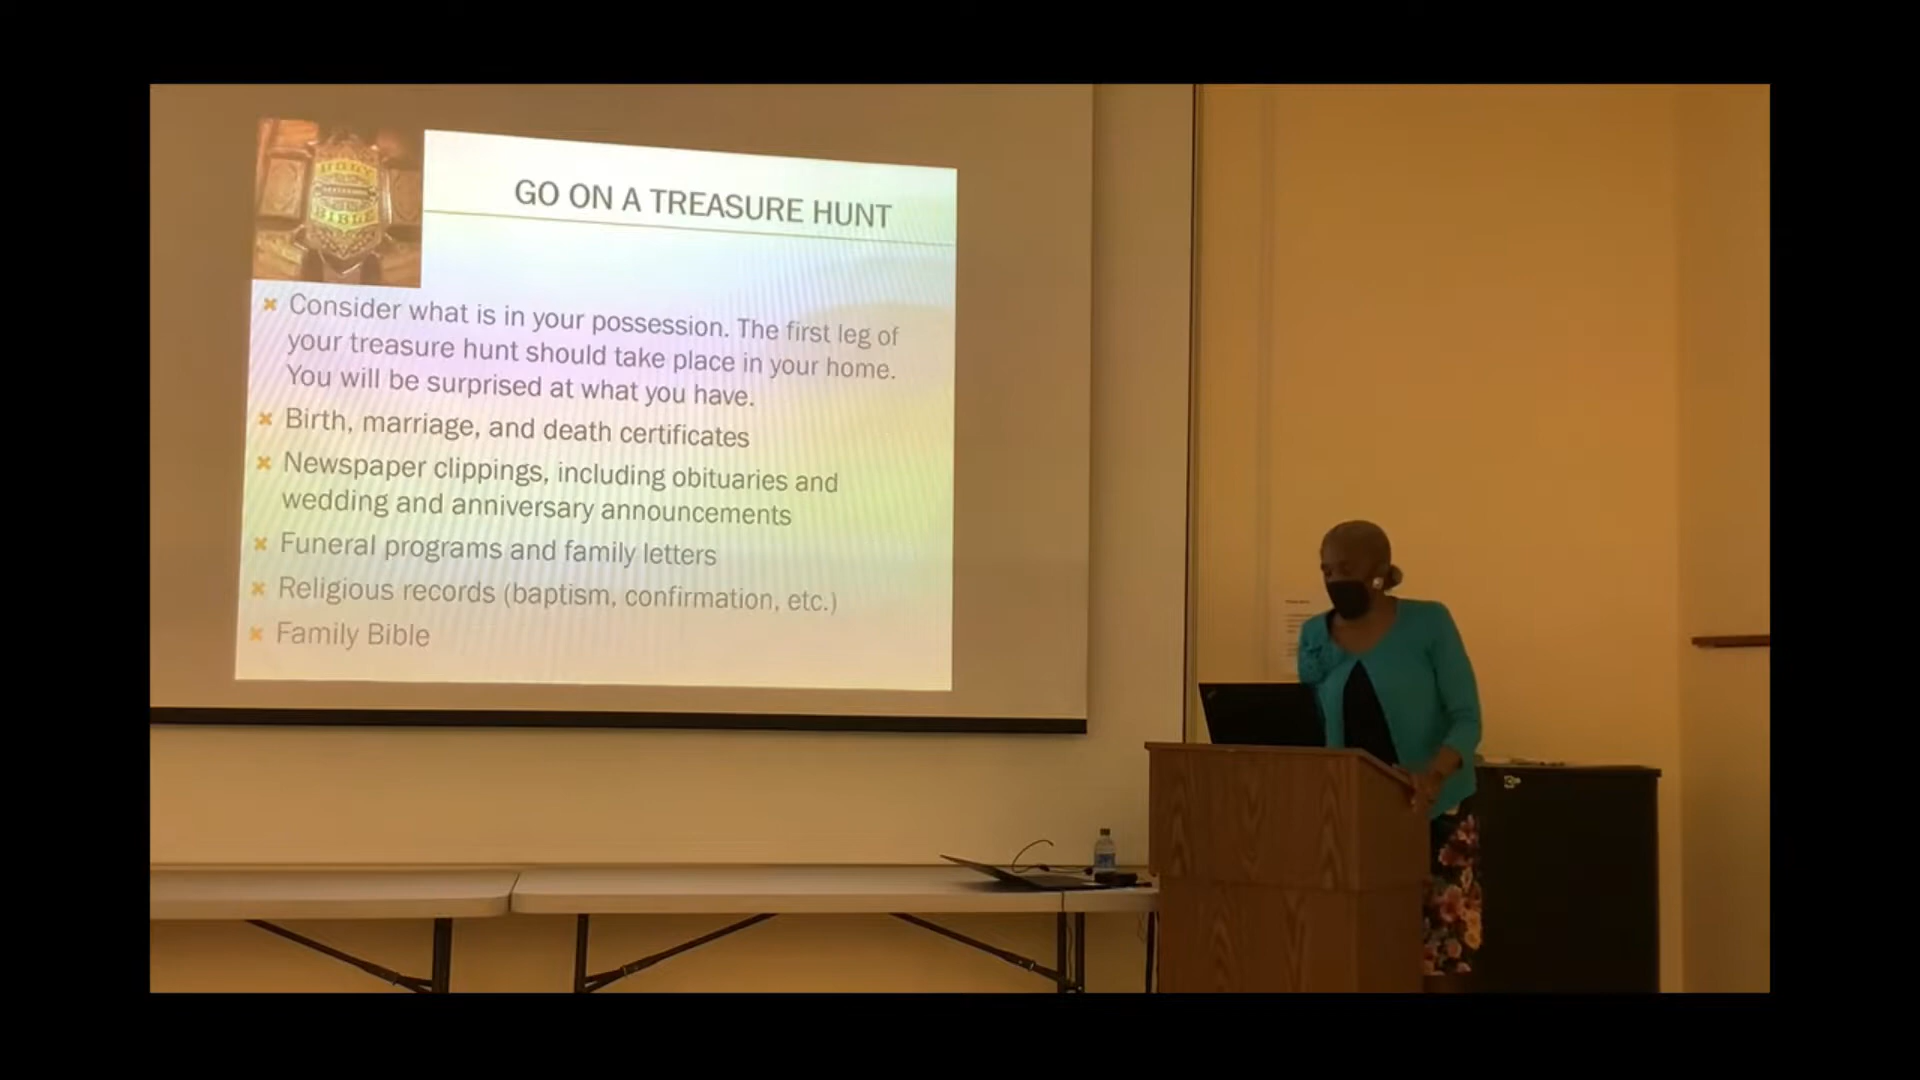 HOLY
BIBLE
GO ON A TREASURE HUNT
Consider what is in your possession. The first leg of
your treasure hunt should take place in your home.
You will be surprised at what you have.
Birth, marriage, and death certificates
Newspaper clippings, including obituaries and
wedding and anniversary announcements
Funeral programs and family letters
Religious records (baptism, confirmation, etc.)
Family Bible